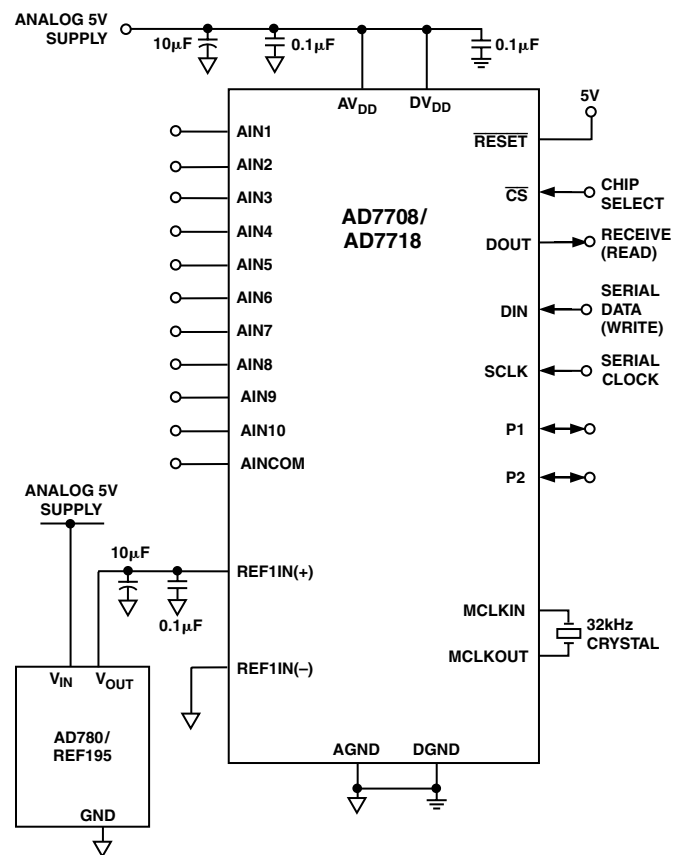 ANALOG 5V
SUPPLY
10µF
0.1µF
0.1µF
AVDD
DVDD
5V
AIN1
RESET
AIN2
CS
CHIP
SELECT
AIN3
AD7708/
AD7718
AIN4
DOUT
RECEIVE
(READ)
AIN5
AIN6
DIN
SERIAL
DATA
(WRITE)
AIN7
AIN8
SCLK
SERIAL
CLOCK
AIN9
AIN10
P1
AINCOM
P2
ANALOG 5V
SUPPLY
10µF
REF1IN(+)
0.1µF
MCLKIN
32kHz
CRYSTAL
MCLKOUT
REF1IN(–)
VIN
VOUT
AD780/
REF195
GND
AGND
DGND